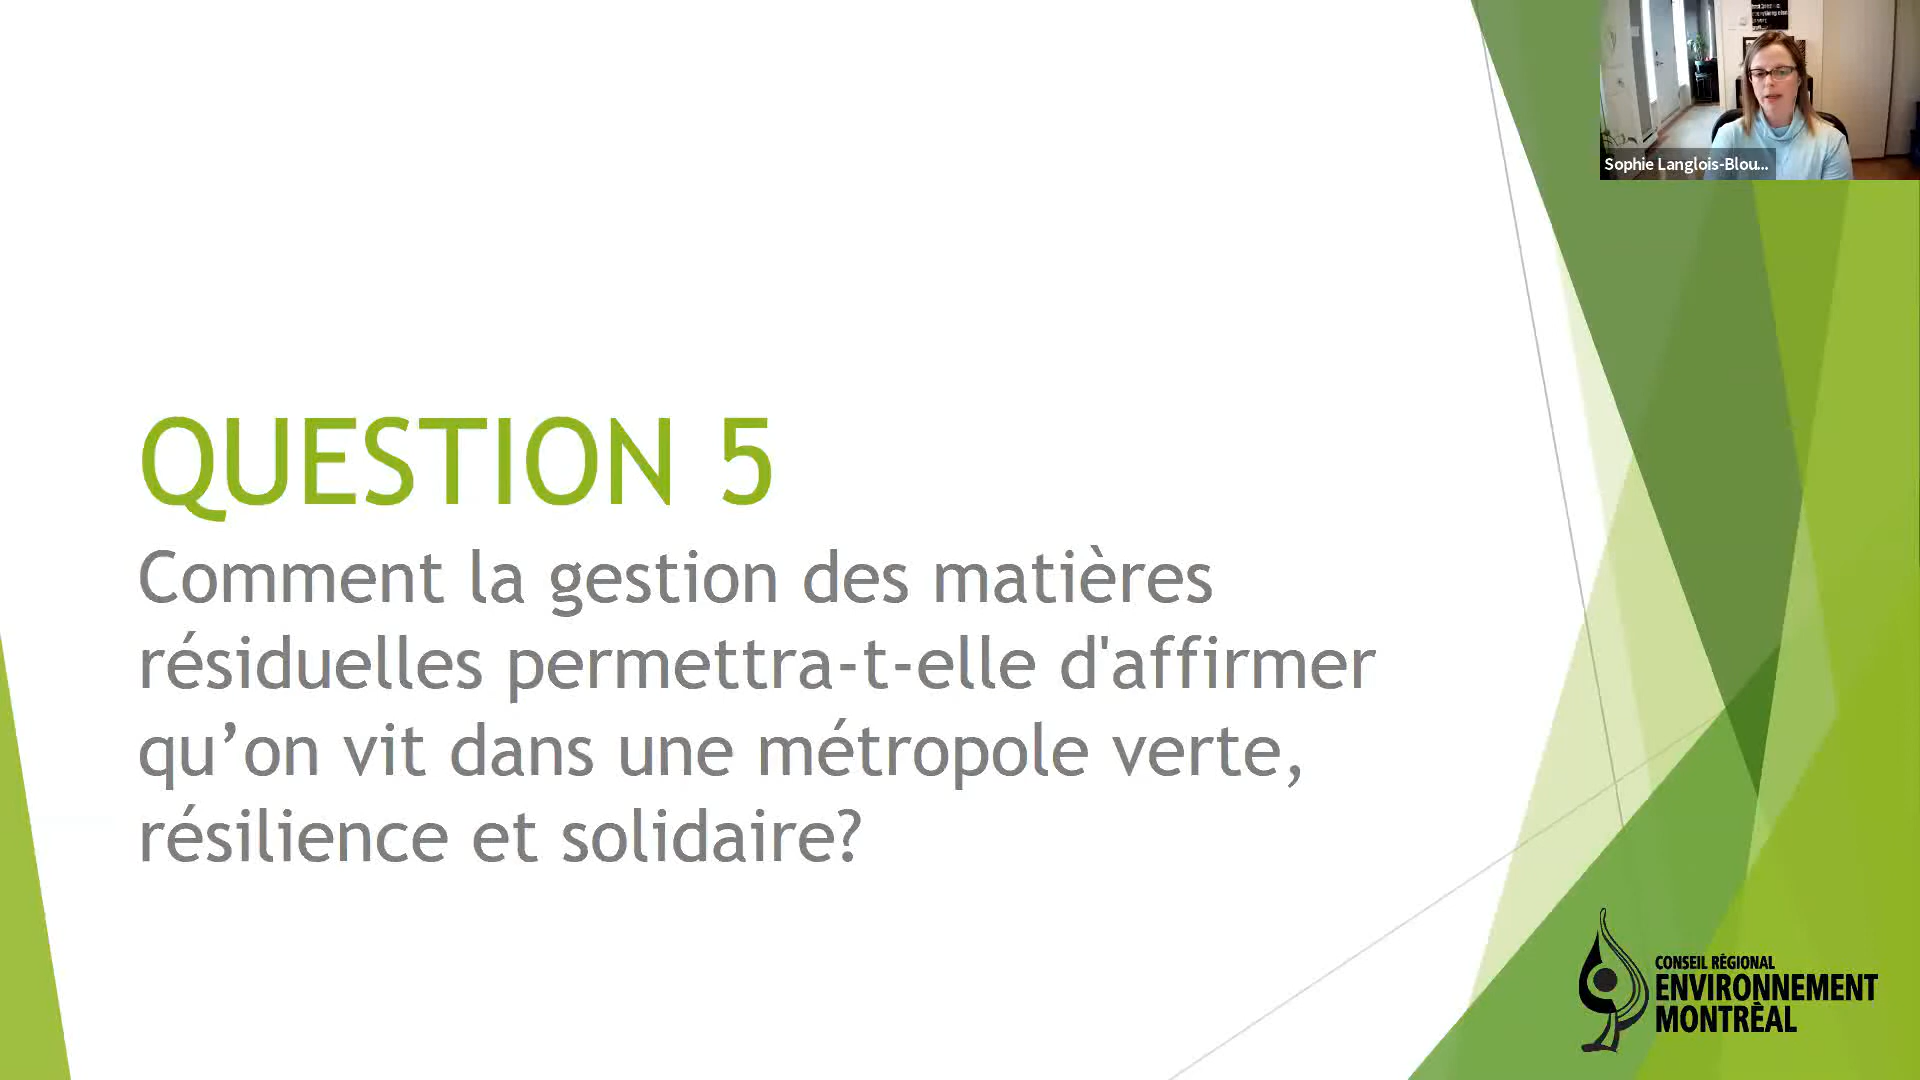 Sophie Langlois-Blou...
QUESTION 5
Comment la gestion des matières
résiduelles permettra-t-elle d'affirmer
qu’on vit dans une métropole verte,
résilience et solidaire?
CONSEIL RÉGIONAL
ENVIRONNEMENT
MONTRÉAL